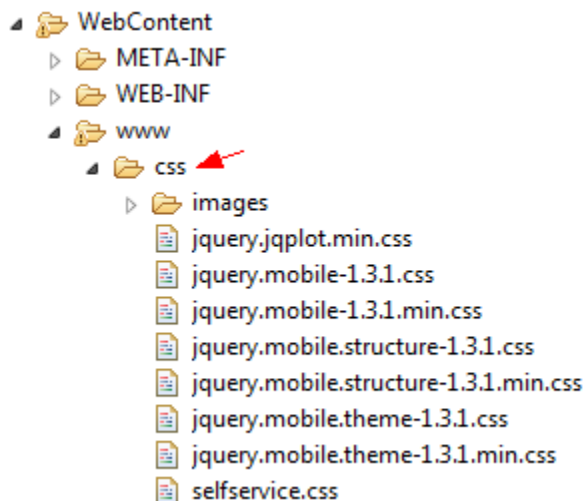 WebContent
META-INF
WEB-INF
www
css
images
jquery.jqplot.min.css
jquery.mobile-1.3.1.css
jquery.mobile-1.3.1.min.css
jquery.mobile.structure-1.3.1.css
jquery.mobile.structure-1.3.1.min.css
jquery.mobile.theme-1.3.1.css
jquery.mobile.theme-1.3.1.min.css
selfservice.css